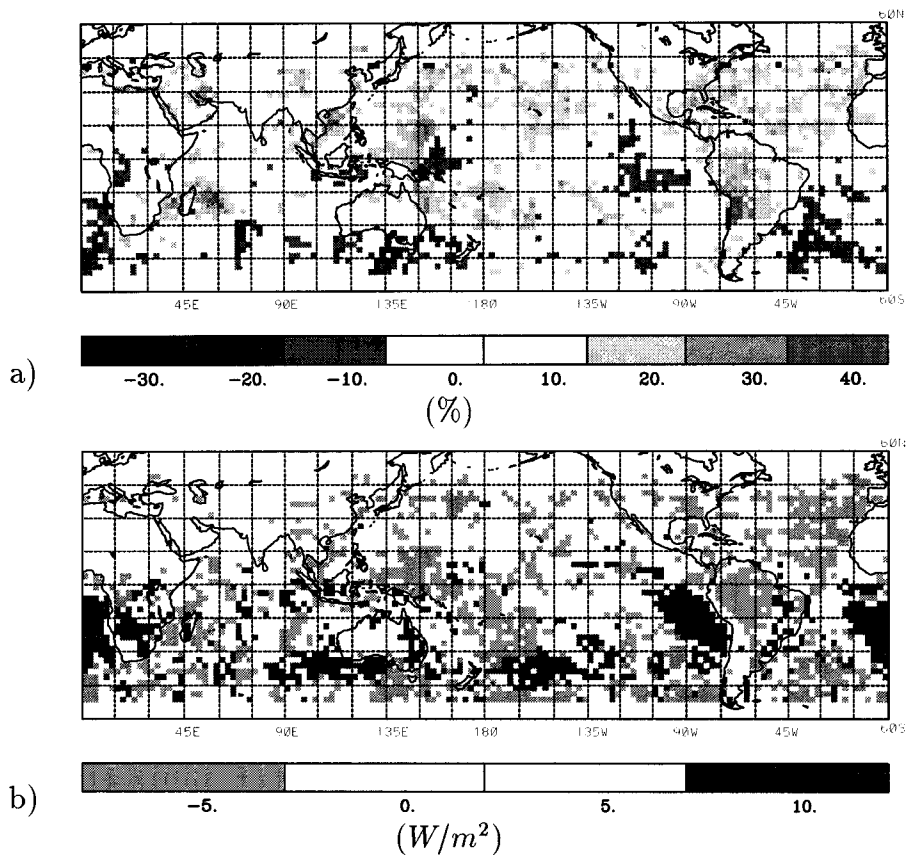 60N
45E 90E 135E 180 135W 90W 45W 60S
a)
-30. -20. -10. 0. 10. 20. 30. 40.
(%)
60N
45E 90E 135E 180 135W 90W 45W 60S
b)
-5. 0. 5. 10.
(W/m²)